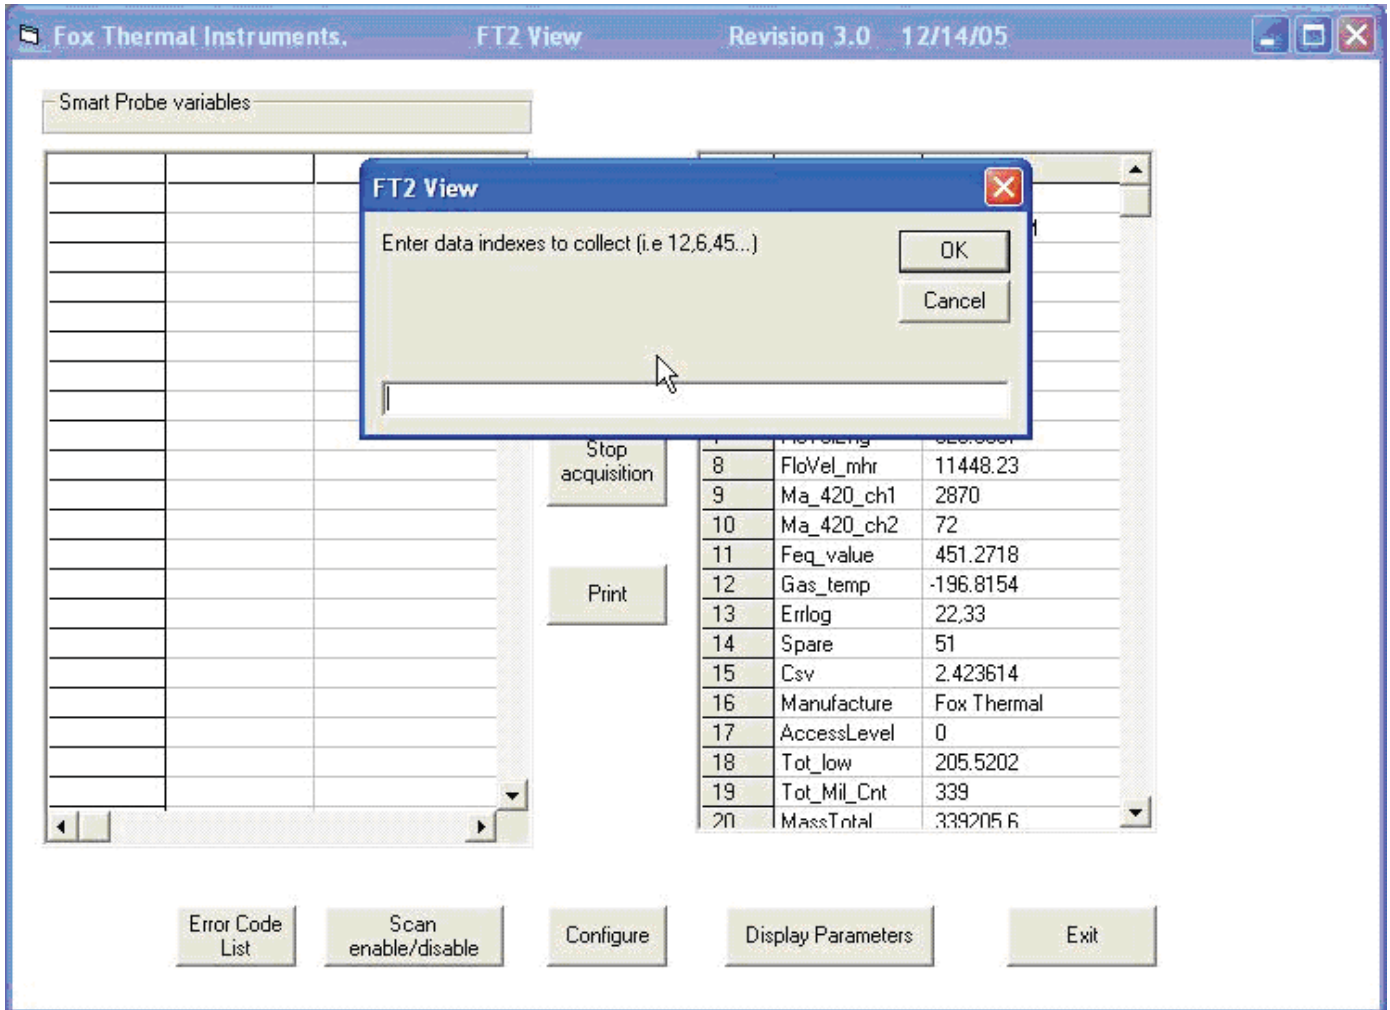 Fox Thermal Instruments. FT2 View Revision 3.0 12/14/05
Smart Probe variables
FT2 View
Enter data indexes to collect (i.e 12,6,45...)
OK
Cancel
Stop
acquisition
Print
8 FloVel_mhr 11448.23
9 Ma_420_ch1 2870
10 Ma_420_ch2 72
11 Feq_value 451.2718
12 Gas_temp -196.8154
13 Errlog 22,33
14 Spare 51
15 Csv 2.423614
16 Manufacture Fox Thermal
17 AccessLevel 0
18 Tot_low 205.5202
19 Tot_Mil_Cnt 339
20 MassTotal 339205.6
Error Code
List
Scan
enable/disable
Configure
Display Parameters
Exit